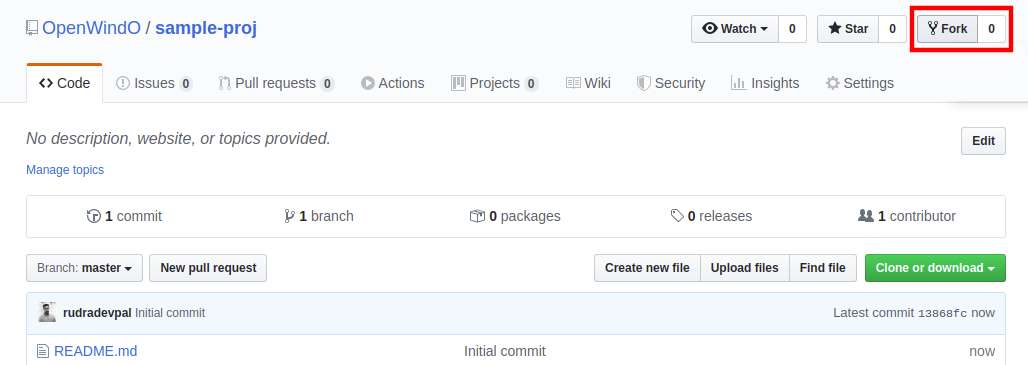 OpenWindO / sample-proj
Watch 0 Star 0 Fork 0
Code Issues 0 Pull requests 0 Actions Projects 0 Wiki Security Insights Settings
No description, website, or topics provided. Edit
Manage topics
1 commit 1 branch 0 packages 0 releases 1 contributor
Branch: master New pull request Create new file Upload files Find file Clone or download
rudradevpal Initial commit Latest commit 13868fc now
README.md Initial commit now